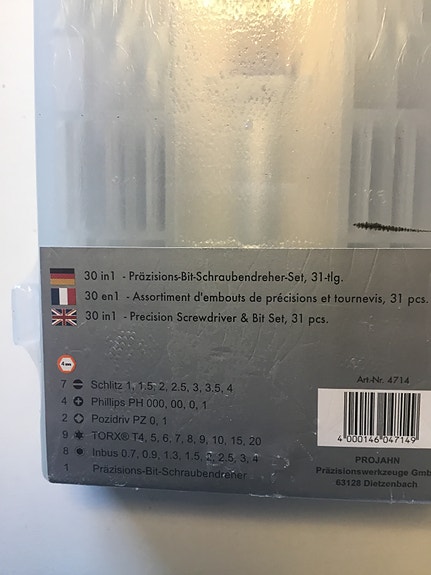 30 in1 - Präzisions-Bit-Schraubendreher-Set, 31-tlg.
30 en1 - Assortiment d'embouts de précisions et tournevis, 31 pcs.
30 in1 - Precision Screwdriver & Bit Set, 31 pcs.
4 mm
7 Schlitz 1, 1.5, 2, 2.5, 3, 3.5, 4
4 Phillips PH 000, 00, 0, 1
2 Pozidriv PZ 0, 1
9 TORX® T4, 5, 6, 7, 8, 9, 10, 15, 20
8 Inbus 0.7, 0.9, 1.3, 1.5, 2, 2.5, 3, 4
1 Präzisions-Bit-Schraubendreher
Art-Nr. 4714
4 000146 047149
PROJAHN
Präzisionswerkzeuge Gmb
63128 Dietzenbach